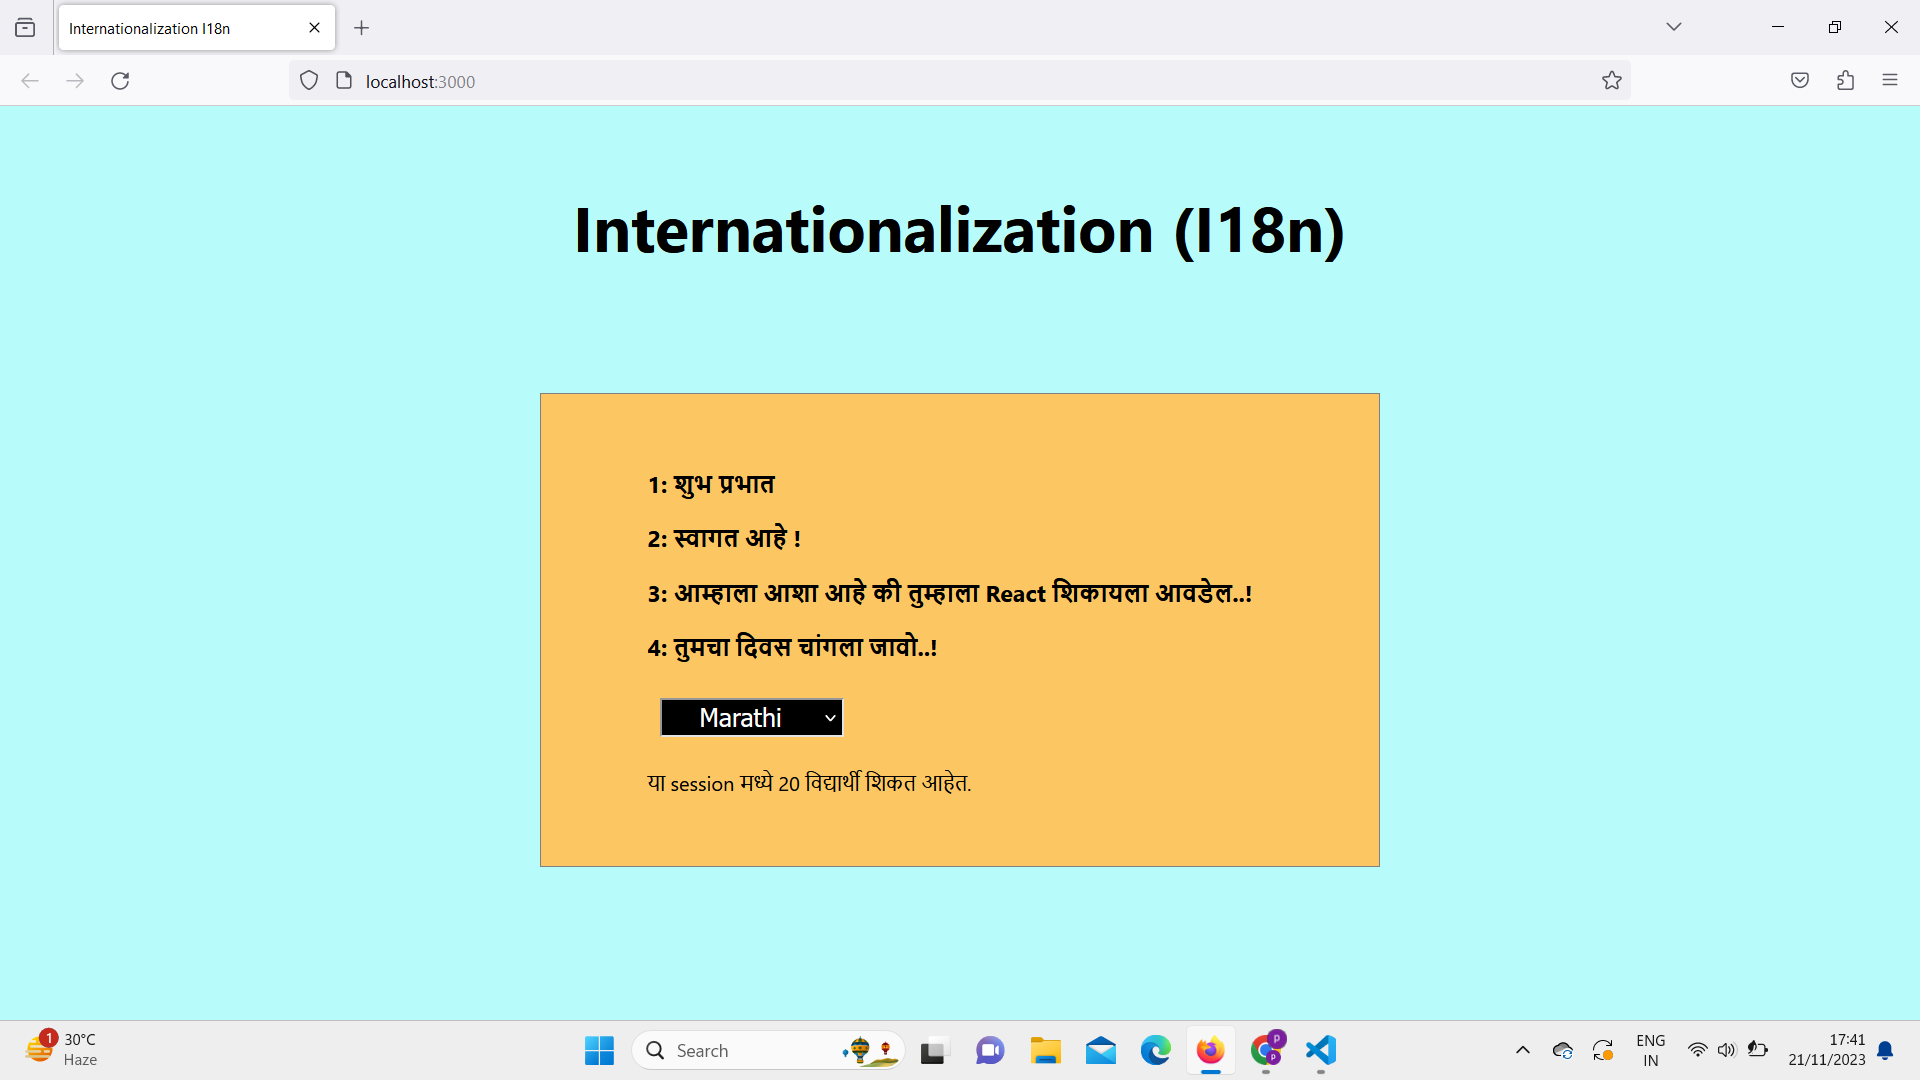 Internationalization I18n
localhost:3000
Internationalization (I18n)
1: शुभ प्रभात
2: स्वागत आहे !
3: आम्हाला आशा आहे की तुम्हाला React शिकायला आवडेल..!
4: तुमचा दिवस चांगला जावो..!
Marathi
या session मध्ये 20 विद्यार्थी शिकत आहेत.
1
30°C
Haze
Search
P
P
ENG
IN
17:41
21/11/2023